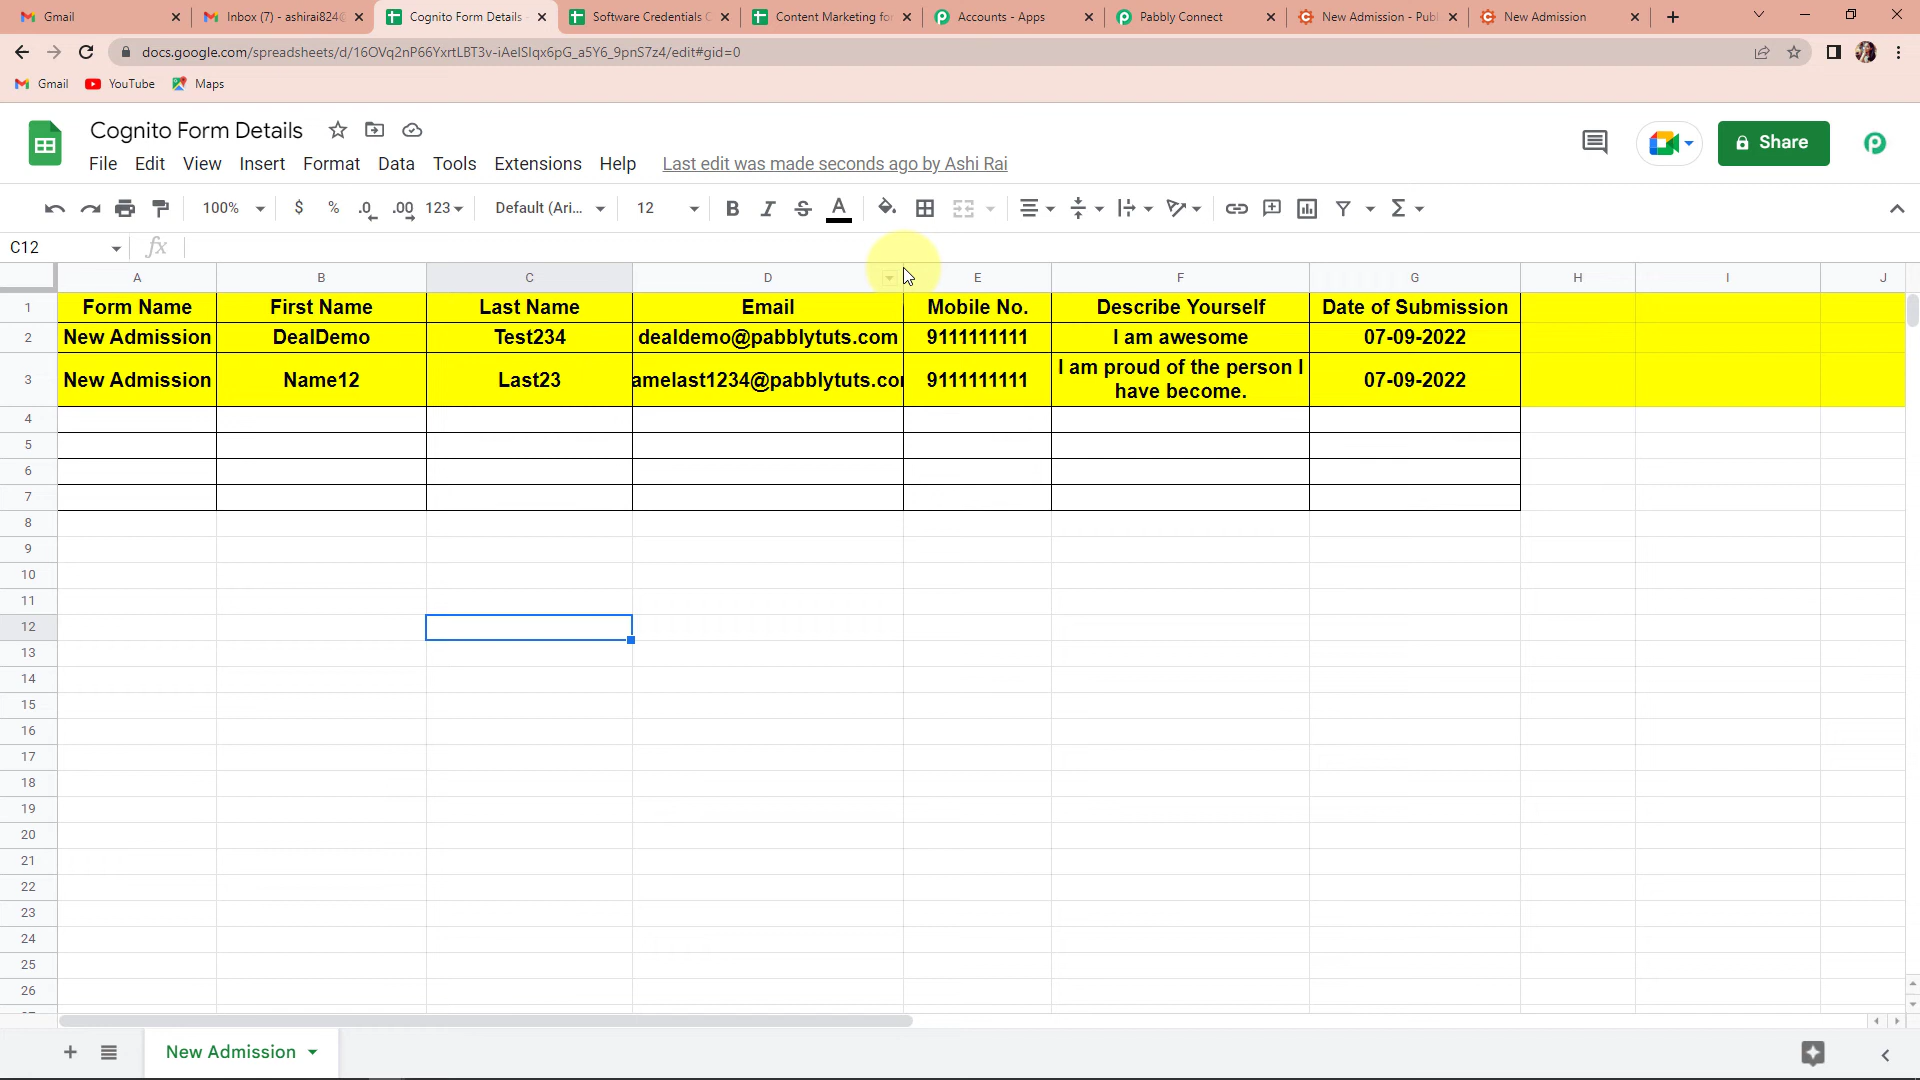 Gmail
Inbox (7) - ashirai824@
Cognito Form Details
Software Credentials
Content Marketing for
Accounts - Apps
Pabbly Connect
New Admission - Pub
New Admission
docs.google.com/spreadsheets/d/16OVq2nP66YxrtLBT3v-iAeISIqx6pG_a5Y6_9pnS7z4/edit#gid=0
Gmail YouTube Maps
Cognito Form Details
File Edit View Insert Format Data Tools Extensions Help Last edit was made seconds ago by Ashi Rai
Share
100% $ % .0 .00 123 Default (Ari... 12 B I S A
C12 fx
A B C D E F G H I J
1 Form Name First Name Last Name Email Mobile No. Describe Yourself Date of Submission
2 New Admission DealDemo Test234 dealdemo@pabblytuts.com 9111111111 I am awesome 07-09-2022
3 New Admission Name12 Last23 amelast1234@pabblytuts.co 9111111111 I am proud of the person I have become. 07-09-2022
4
5
6
7
8
9
10
11
12
13
14
15
16
17
18
19
20
21
22
23
24
25
26
New Admission